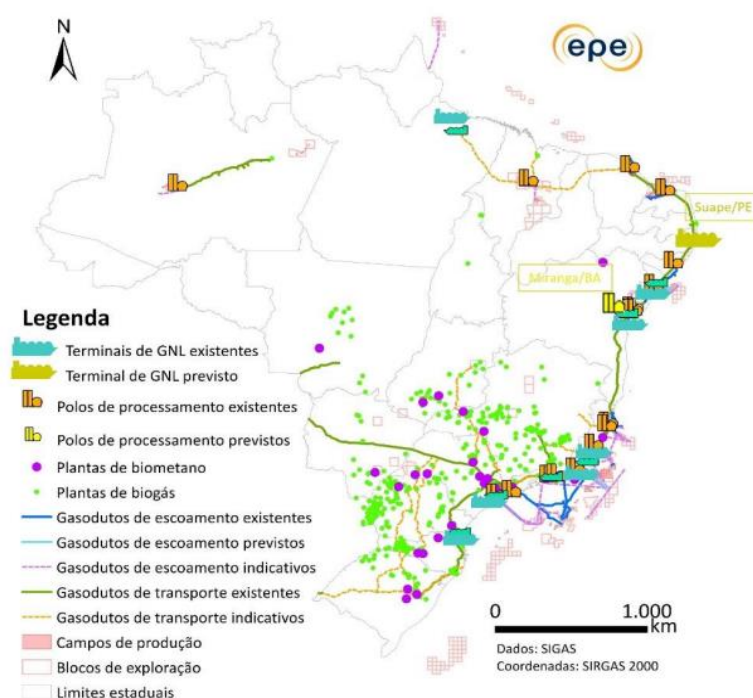 N
epe
Suape/PE
Miranga/BA
Legenda
Terminais de GNL existentes
Terminal de GNL previsto
Polos de processamento existentes
Polos de processamento previstos
Plantas de biometano
Plantas de biogás
Gasodutos de escoamento existentes
Gasodutos de escoamento previstos
Gasodutos de escoamento indicativos
Gasodutos de transporte existentes
Gasodutos de transporte indicativos
Campos de produção
Blocos de exploração
Limites estaduais
0 1.000
km
Dados: SIGAS
Coordenadas: SIRGAS 2000